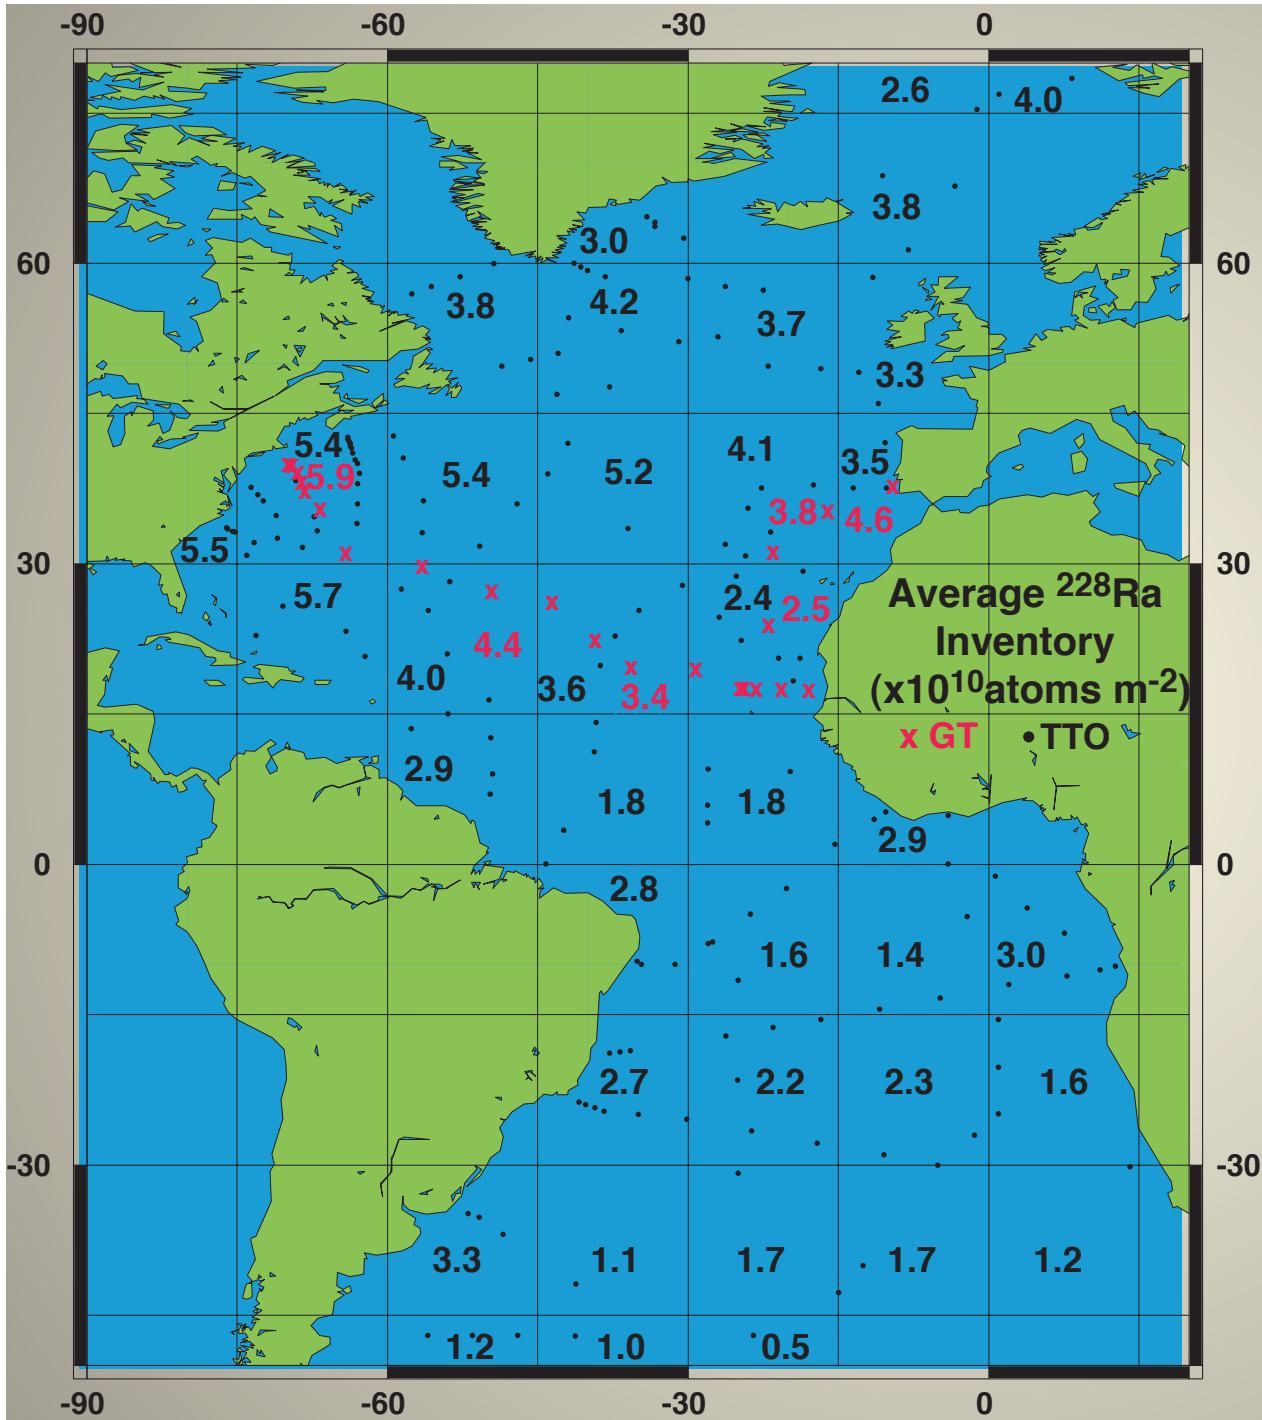 -90 -60 -30 0
2.6
4.0
3.8
3.0
60 60
3.8 4.2
3.7
3.3
5.4 5.9 5.4 5.2 4.1 3.5
3.8 4.6
5.5
30 30
5.7 2.4 2.5
Average ²²⁸Ra
Inventory
(x10¹⁰atoms m⁻²)
x GT •TTO
4.4
4.0 3.6 3.4
2.9
1.8 1.8
2.9
0 0
2.8
1.6 1.4 3.0
2.7 2.2 2.3 1.6
-30 -30
3.3 1.1 1.7 1.7 1.2
1.2 1.0 0.5
-90 -60 -30 0